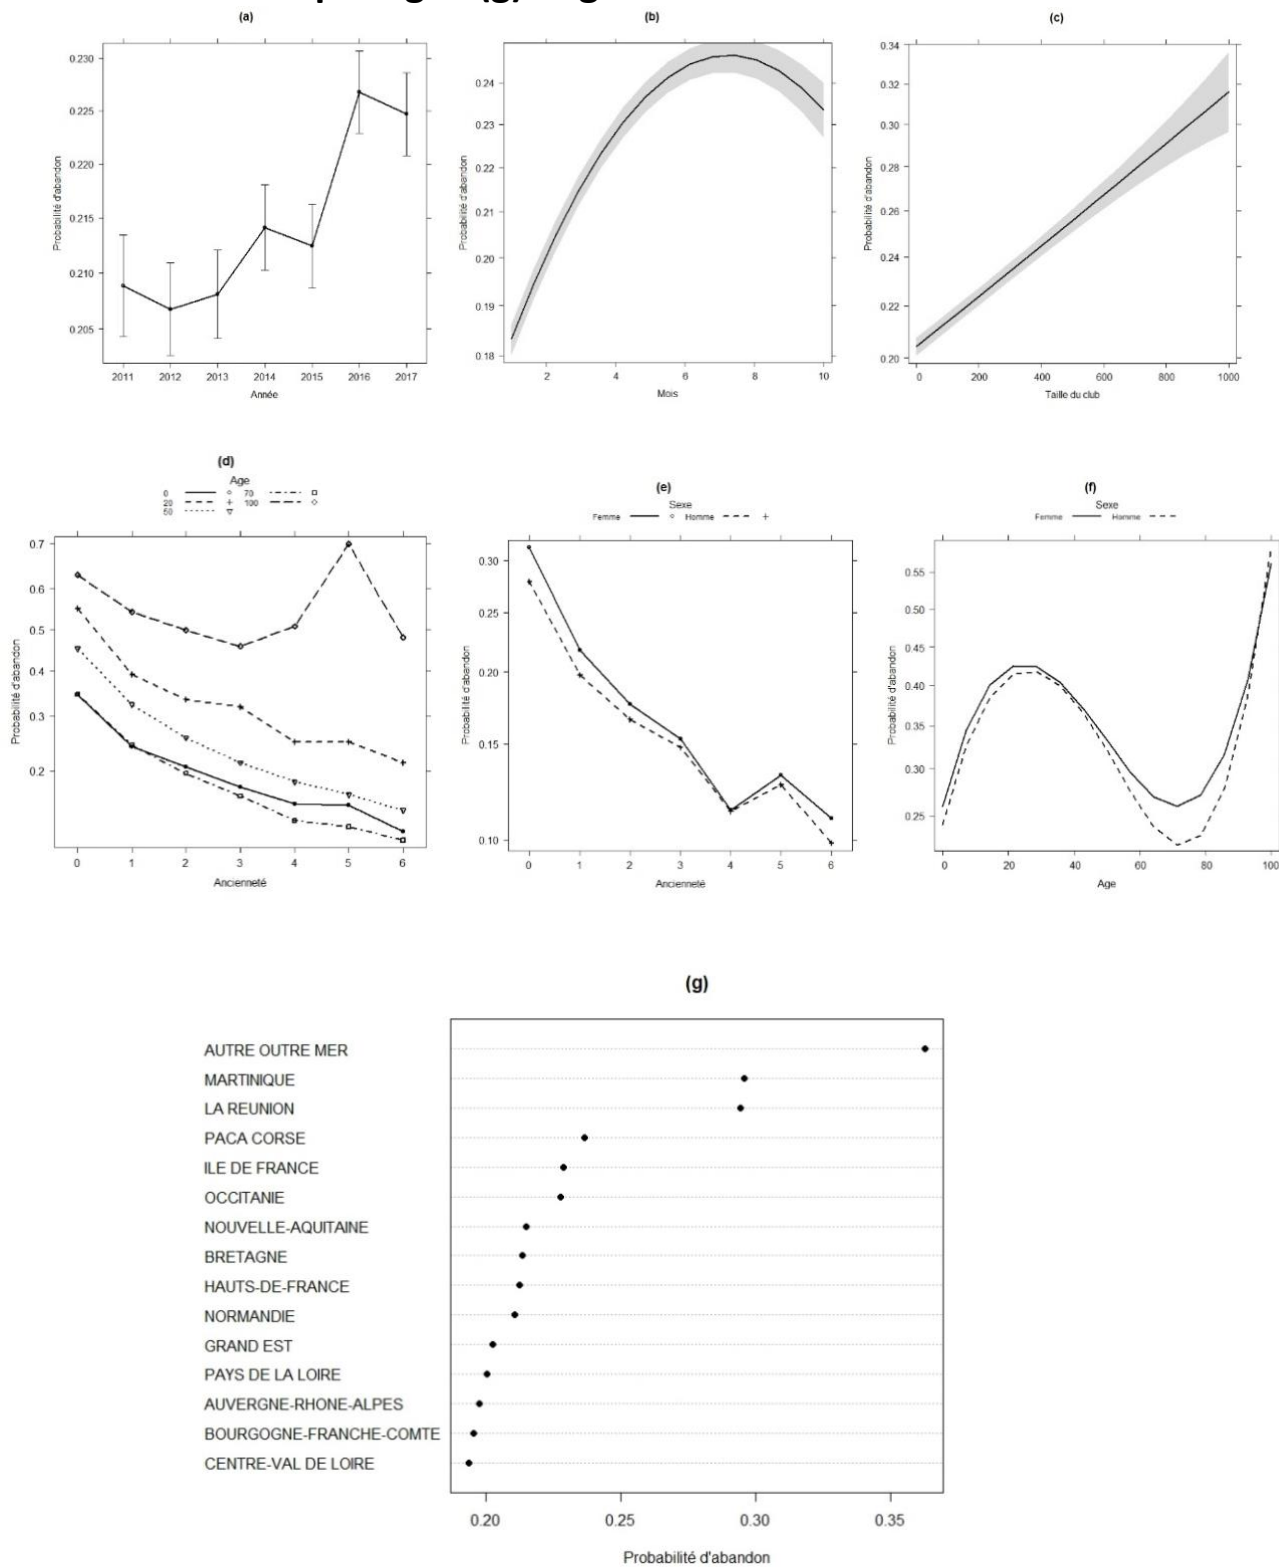 (a)
Probabilité d'abandon
0.230
0.225
0.220
0.215
0.210
0.205
2011 2012 2013 2014 2015 2016 2017
Année
(b)
Probabilité d'abandon
0.24
0.23
0.22
0.21
0.20
0.19
0.18
2 4 6 8 10
Mois
(c)
Probabilité d'abandon
0.34
0.32
0.30
0.28
0.26
0.24
0.22
0.20
0 200 400 600 800 1000
Taille du club
(d)
Age
0 70
20 100
50
Probabilité d'abandon
0.7
0.6
0.5
0.4
0.3
0.2
0 1 2 3 4 5 6
Ancienneté
(e)
Sexe
Femme Homme
Probabilité d'abandon
0.30
0.25
0.20
0.15
0.10
0 1 2 3 4 5 6
Ancienneté
(f)
Sexe
Femme Homme
Probabilité d'abandon
0.55
0.50
0.45
0.40
0.35
0.30
0.25
0 20 40 60 80 100
Age
(g)
AUTRE OUTRE MER
MARTINIQUE
LA REUNION
PACA CORSE
ILE DE FRANCE
OCCITANIE
NOUVELLE-AQUITAINE
BRETAGNE
HAUTS-DE-FRANCE
NORMANDIE
GRAND EST
PAYS DE LA LOIRE
AUVERGNE-RHONE-ALPES
BOURGOGNE-FRANCHE-COMTE
CENTRE-VAL DE LOIRE
0.20 0.25 0.30 0.35
Probabilité d'abandon